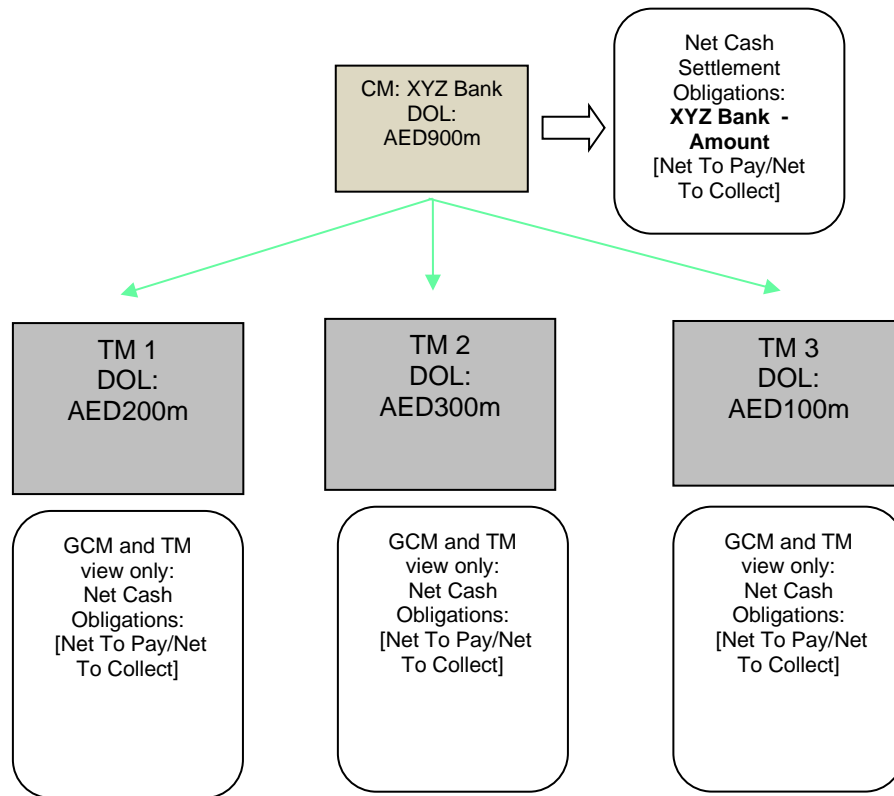 CM: XYZ Bank
DOL:
AED900m
Net Cash
Settlement
Obligations:
XYZ Bank -
Amount
[Net To Pay/Net
To Collect]
TM 1
DOL:
AED200m
TM 2
DOL:
AED300m
TM 3
DOL:
AED100m
GCM and TM
view only:
Net Cash
Obligations:
[Net To Pay/Net
To Collect]
GCM and TM
view only:
Net Cash
Obligations:
[Net To Pay/Net
To Collect]
GCM and TM
view only:
Net Cash
Obligations:
[Net To Pay/Net
To Collect]